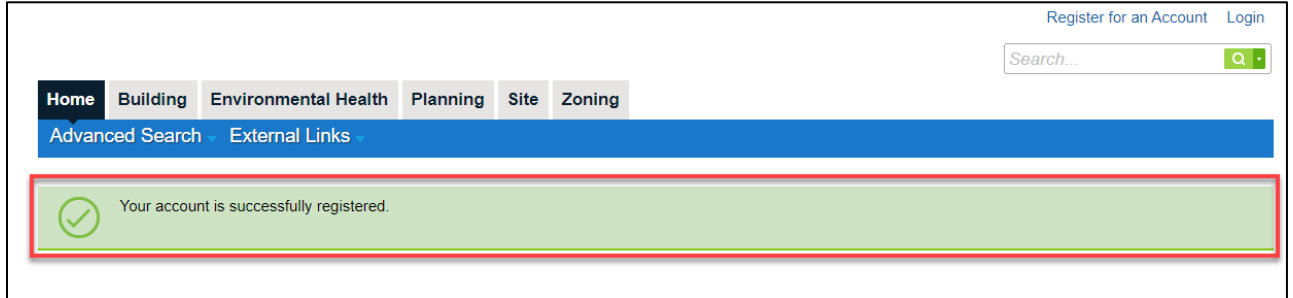 Register for an Account Login
Search...
Home Building Environmental Health Planning Site Zoning
Advanced Search External Links
Your account is successfully registered.